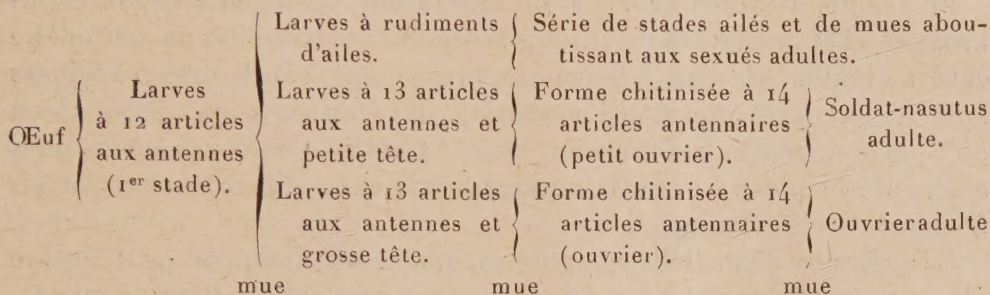 Œuf
Larves
à 12 articles
aux antennes
(1er stade).
Larves à rudiments
d'ailes.
Série de stades ailés et de mues abou-
tissant aux sexués adultes.
Larves à 13 articles
aux antennes et
petite tête.
Forme chitinisée à 14
articles antennaires
(petit ouvrier).
Soldat-nasutus
adulte.
Larves à 13 articles
aux antennes et
grosse tête.
Forme chitinisée à 14
articles antennaires
(ouvrier).
Ouvrier adulte
mue mue mue